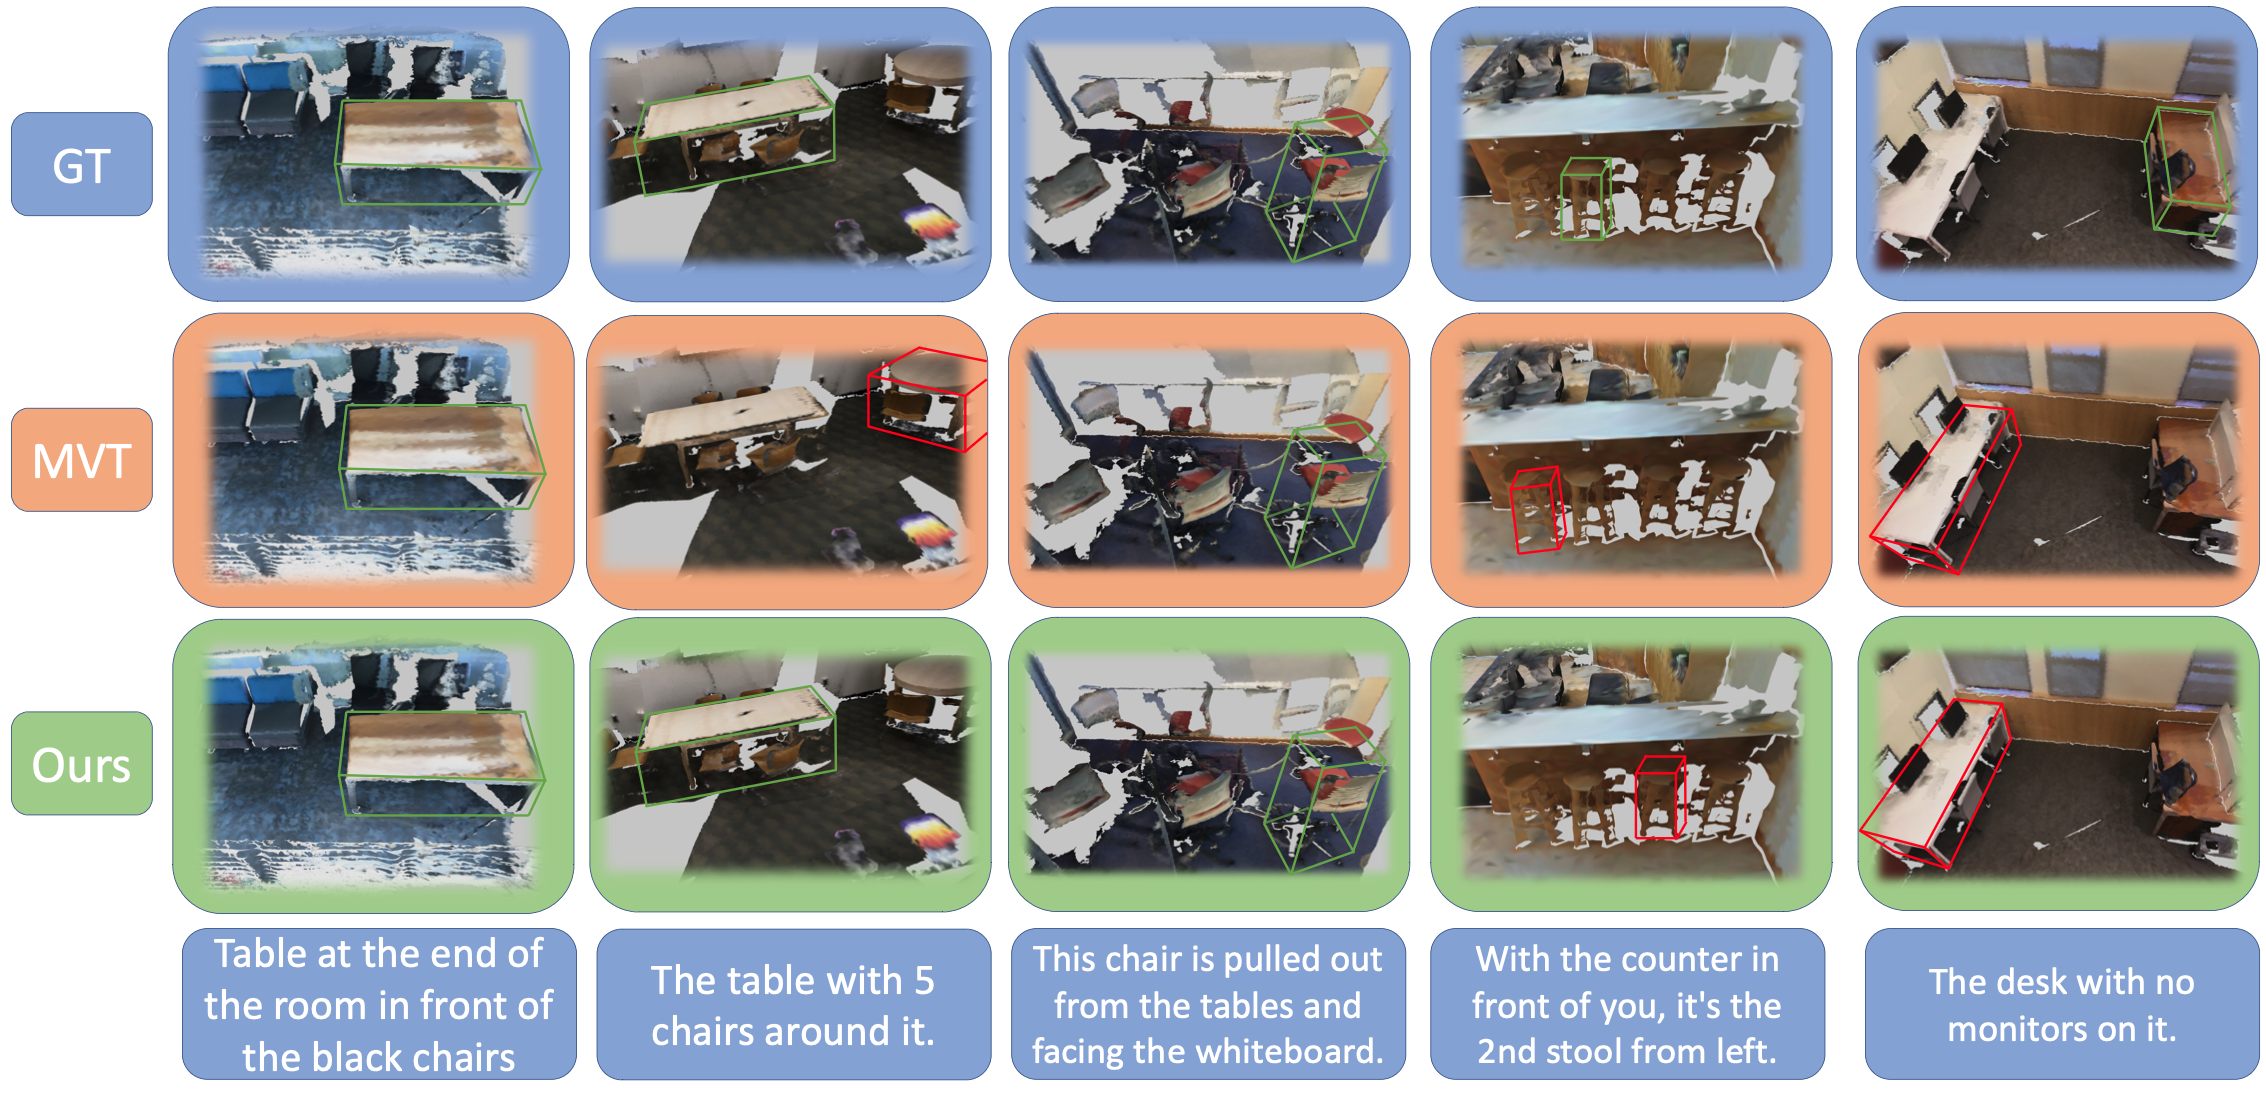 GT
MVT
Ours
Table at the end of
the room in front of
the black chairs
The table with 5
chairs around it.
This chair is pulled out
from the tables and
facing the whiteboard.
With the counter in
front of you, it's the
2nd stool from left.
The desk with no
monitors on it.